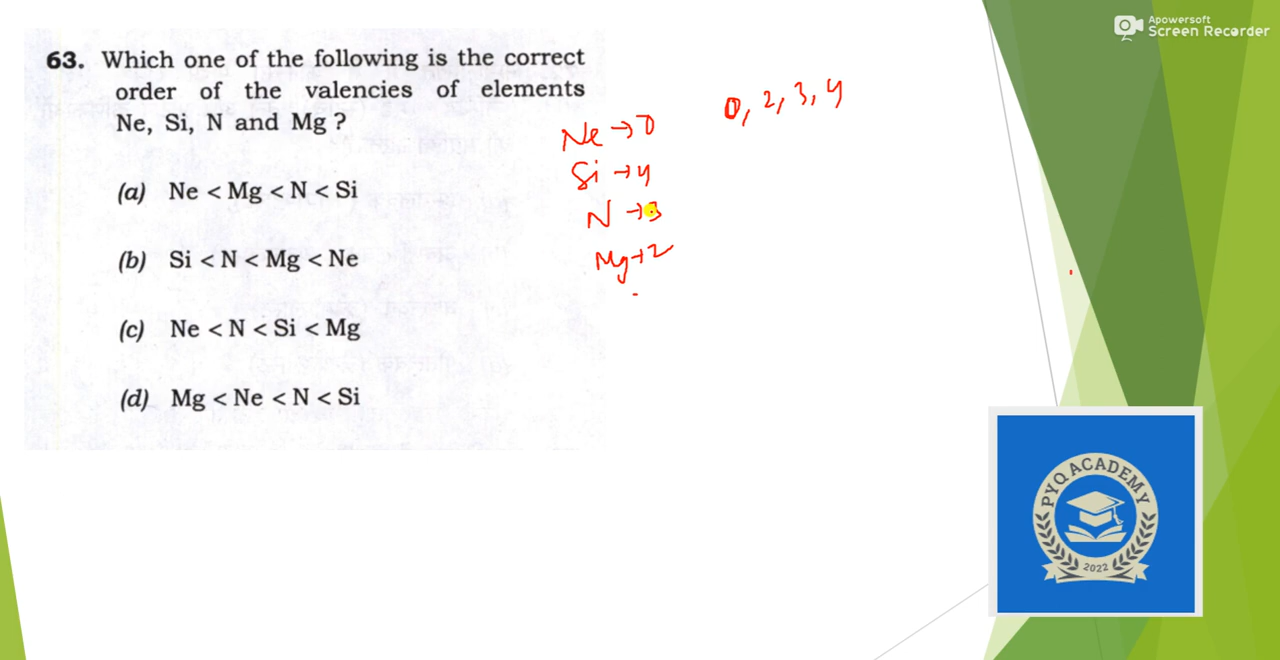 Apowersoft
Screen Recorder
63. Which one of the following is the correct
order of the valencies of elements
Ne, Si, N and Mg ?
(a) Ne < Mg < N < Si
(b) Si < N < Mg < Ne
(c) Ne < N < Si < Mg
(d) Mg < Ne < N < Si
Ne → 0
Si → 4
N → 3
Mg → 2
0, 2, 3, 4
PYQ ACADEMY
2022